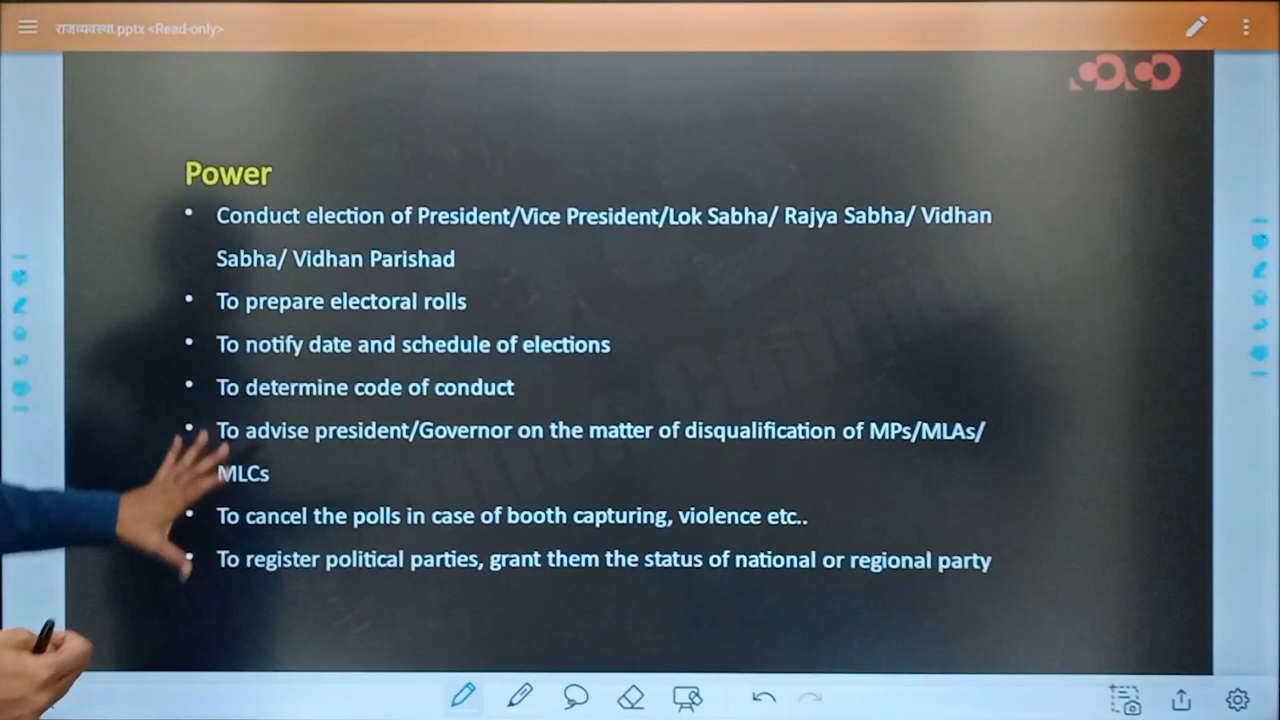 राजव्यवस्था.pptx <Read-only>
Power
• Conduct election of President/Vice President/Lok Sabha/ Rajya Sabha/ Vidhan
Sabha/ Vidhan Parishad
• To prepare electoral rolls
• To notify date and schedule of elections
• To determine code of conduct
• To advise president/Governor on the matter of disqualification of MPs/MLAs/
MLCs
• To cancel the polls in case of booth capturing, violence etc..
• To register political parties, grant them the status of national or regional party